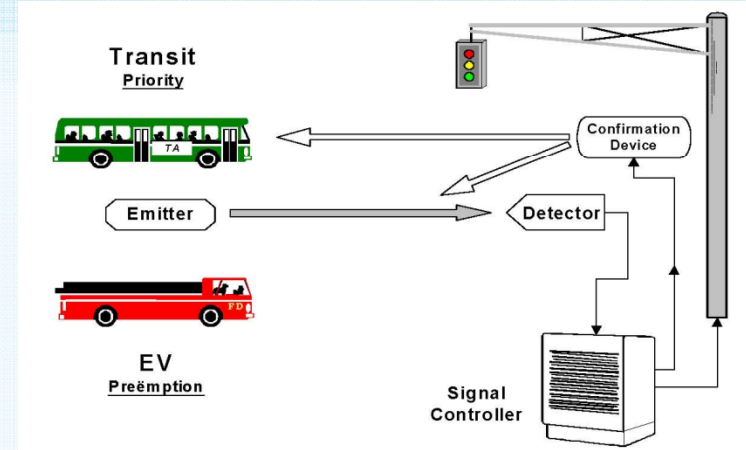 Transit
Priority
TA
Confirmation
Device
Emitter
Detector
FD
EV
Preëmption
Signal
Controller